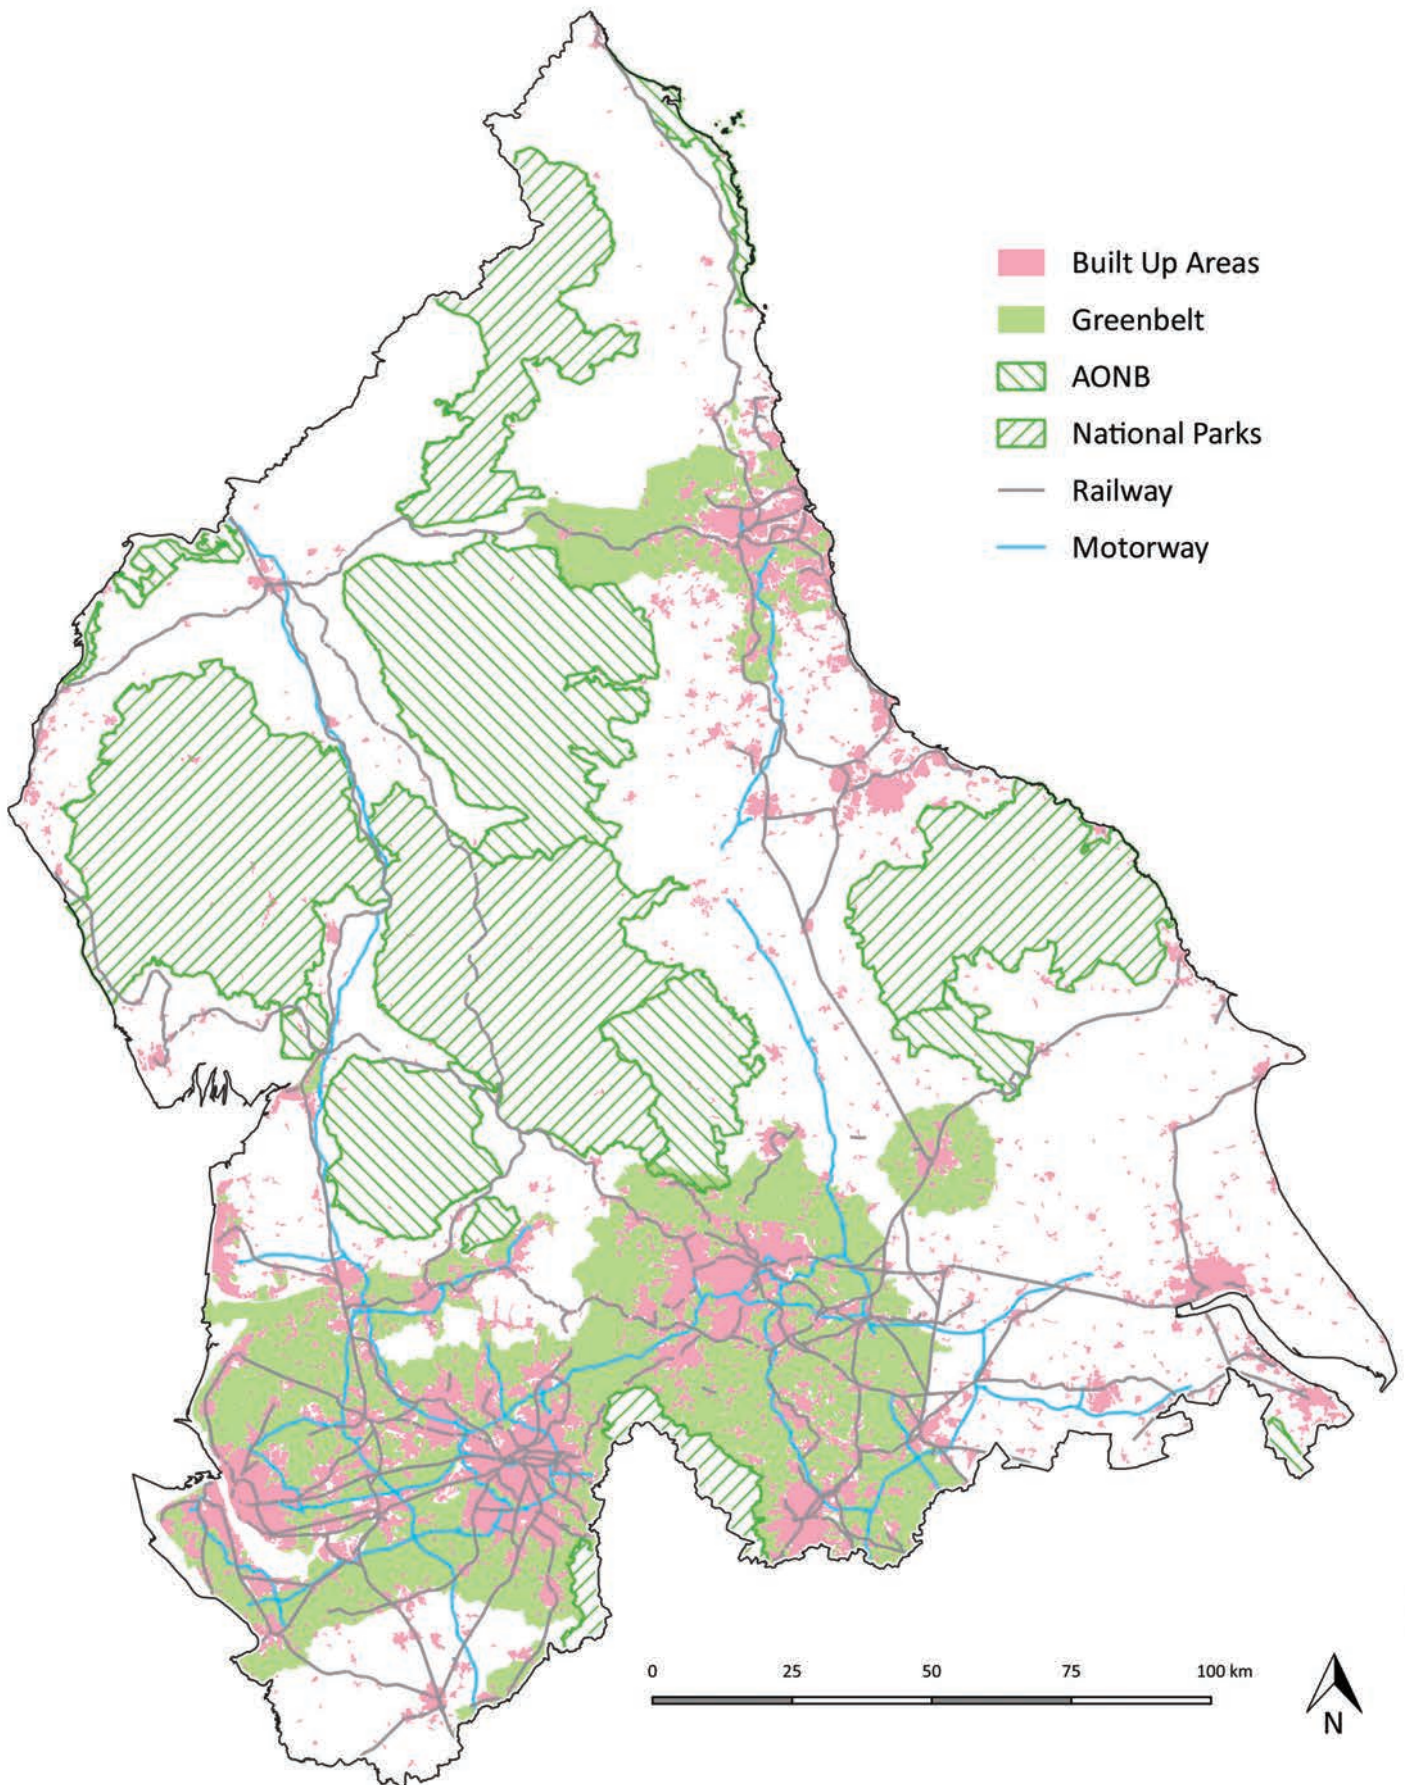 Built Up Areas
Greenbelt
AONB
National Parks
Railway
Motorway
0 25 50 75 100 km
N